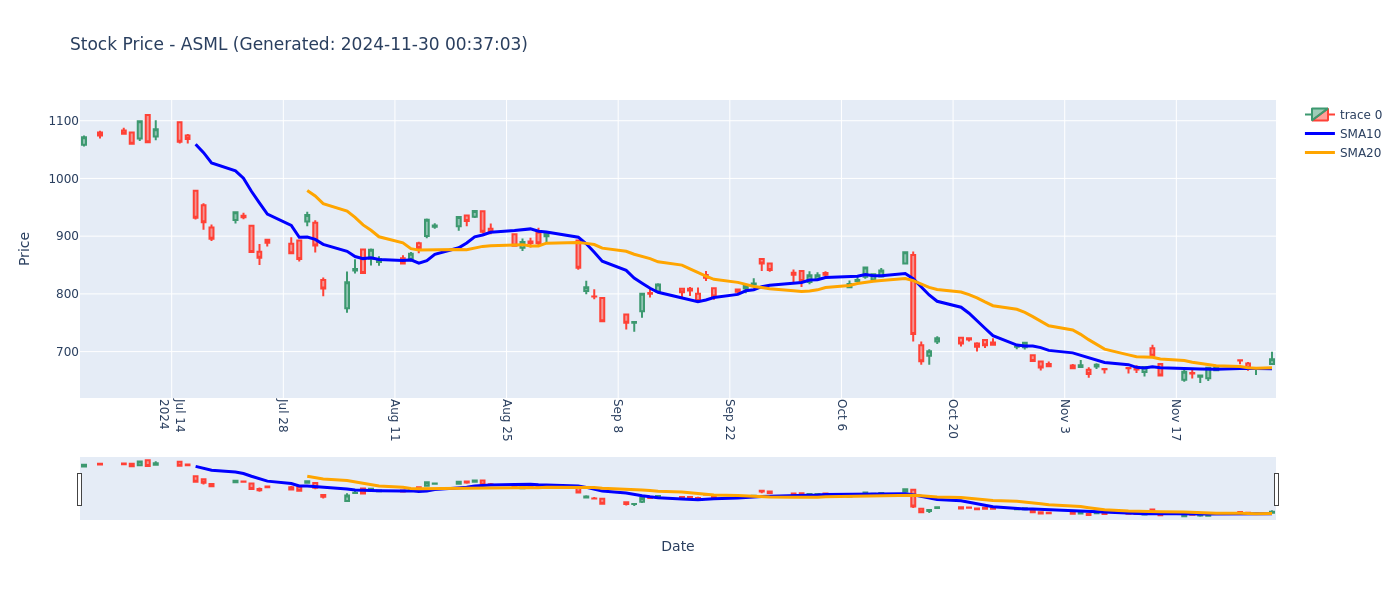 Stock Price - ASML (Generated: 2024-11-30 00:37:03)
trace 0
SMA10
SMA20
Price
1100
1000
900
800
700
Jul 14
2024
Jul 28
Aug 11
Aug 25
Sep 8
Sep 22
Oct 6
Oct 20
Nov 3
Nov 17
Date